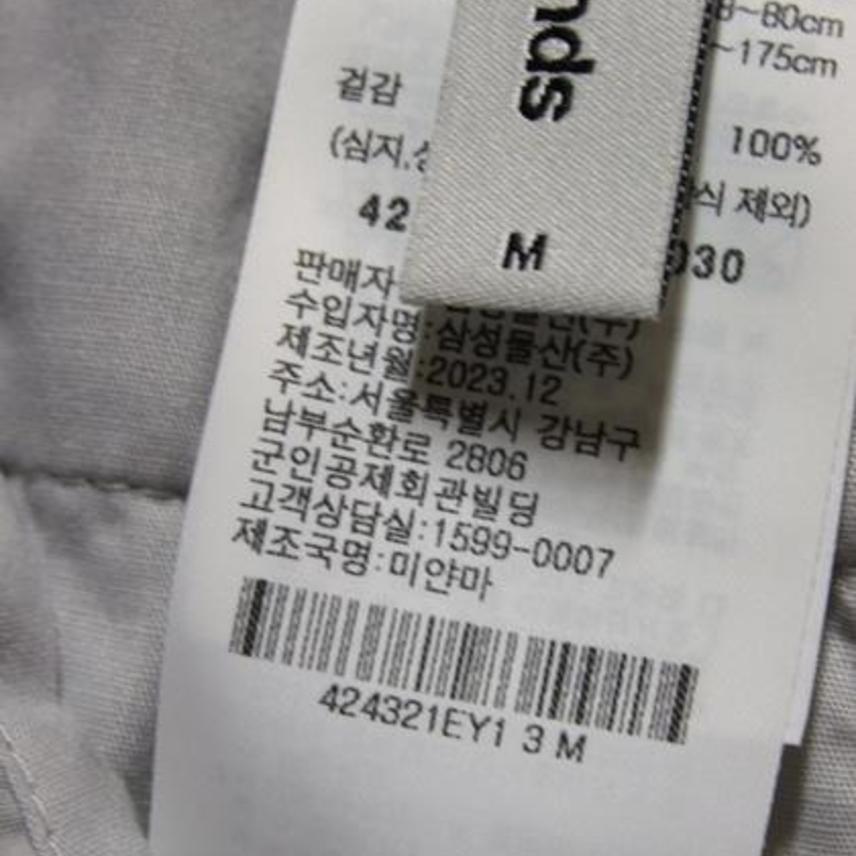 8~80cm
~175cm
겉감 100%
(심지, 제외)
42 030
nds
M
판매자
수입자명:삼성물산(주)
제조년월:2023.12
주소:서울특별시 강남구
남부순환로 2806
군인공제회관빌딩
고객상담실:1599-0007
제조국명:미얀마
424321EY1 3 M